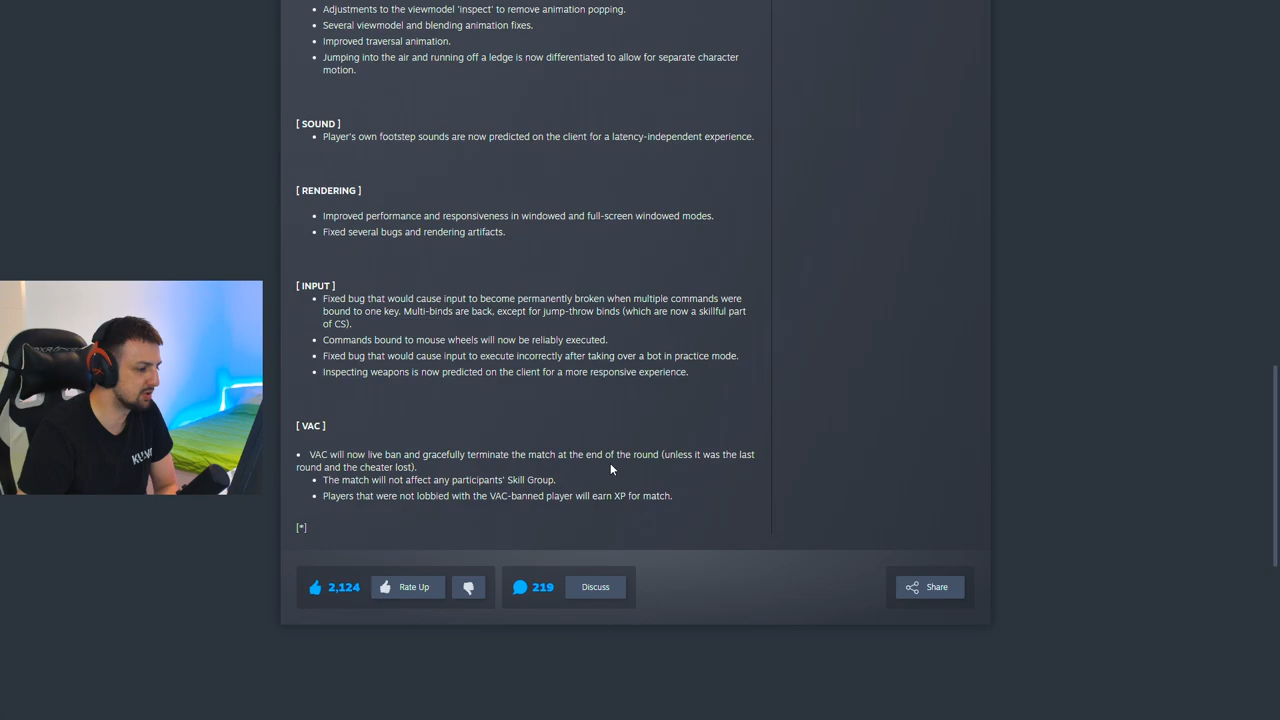 Adjustments to the viewmodel 'inspect' to remove animation popping.
Several viewmodel and blending animation fixes.
Improved traversal animation.
Jumping into the air and running off a ledge is now differentiated to allow for separate character
motion.
[ SOUND ]
Player's own footstep sounds are now predicted on the client for a latency-independent experience.
[ RENDERING ]
Improved performance and responsiveness in windowed and full-screen windowed modes.
Fixed several bugs and rendering artifacts.
[ INPUT ]
Fixed bug that would cause input to become permanently broken when multiple commands were
bound to one key. Multi-binds are back, except for jump-throw binds (which are now a skillful part
of CS).
Commands bound to mouse wheels will now be reliably executed.
Fixed bug that would cause input to execute incorrectly after taking over a bot in practice mode.
Inspecting weapons is now predicted on the client for a more responsive experience.
[ VAC ]
VAC will now live ban and gracefully terminate the match at the end of the round (unless it was the last
round and the cheater lost).
The match will not affect any participants' Skill Group.
Players that were not lobbied with the VAC-banned player will earn XP for match.
[*]
2,124 Rate Up 219 Discuss Share